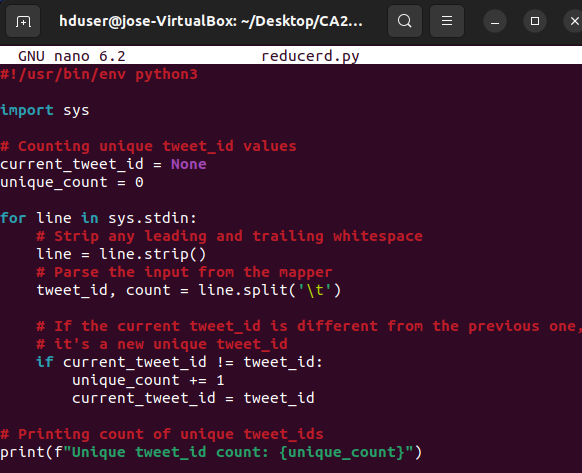 hduser@jose-VirtualBox: ~/Desktop/CA2...
GNU nano 6.2 reducerd.py
#!/usr/bin/env python3
import sys
# Counting unique tweet_id values
current_tweet_id = None
unique_count = 0
for line in sys.stdin:
    # Strip any leading and trailing whitespace
    line = line.strip()
    # Parse the input from the mapper
    tweet_id, count = line.split('\t')
    # If the current tweet_id is different from the previous one,
    # it's a new unique tweet_id
    if current_tweet_id != tweet_id:
        unique_count += 1
        current_tweet_id = tweet_id
# Printing count of unique tweet_ids
print(f"Unique tweet_id count: {unique_count}")